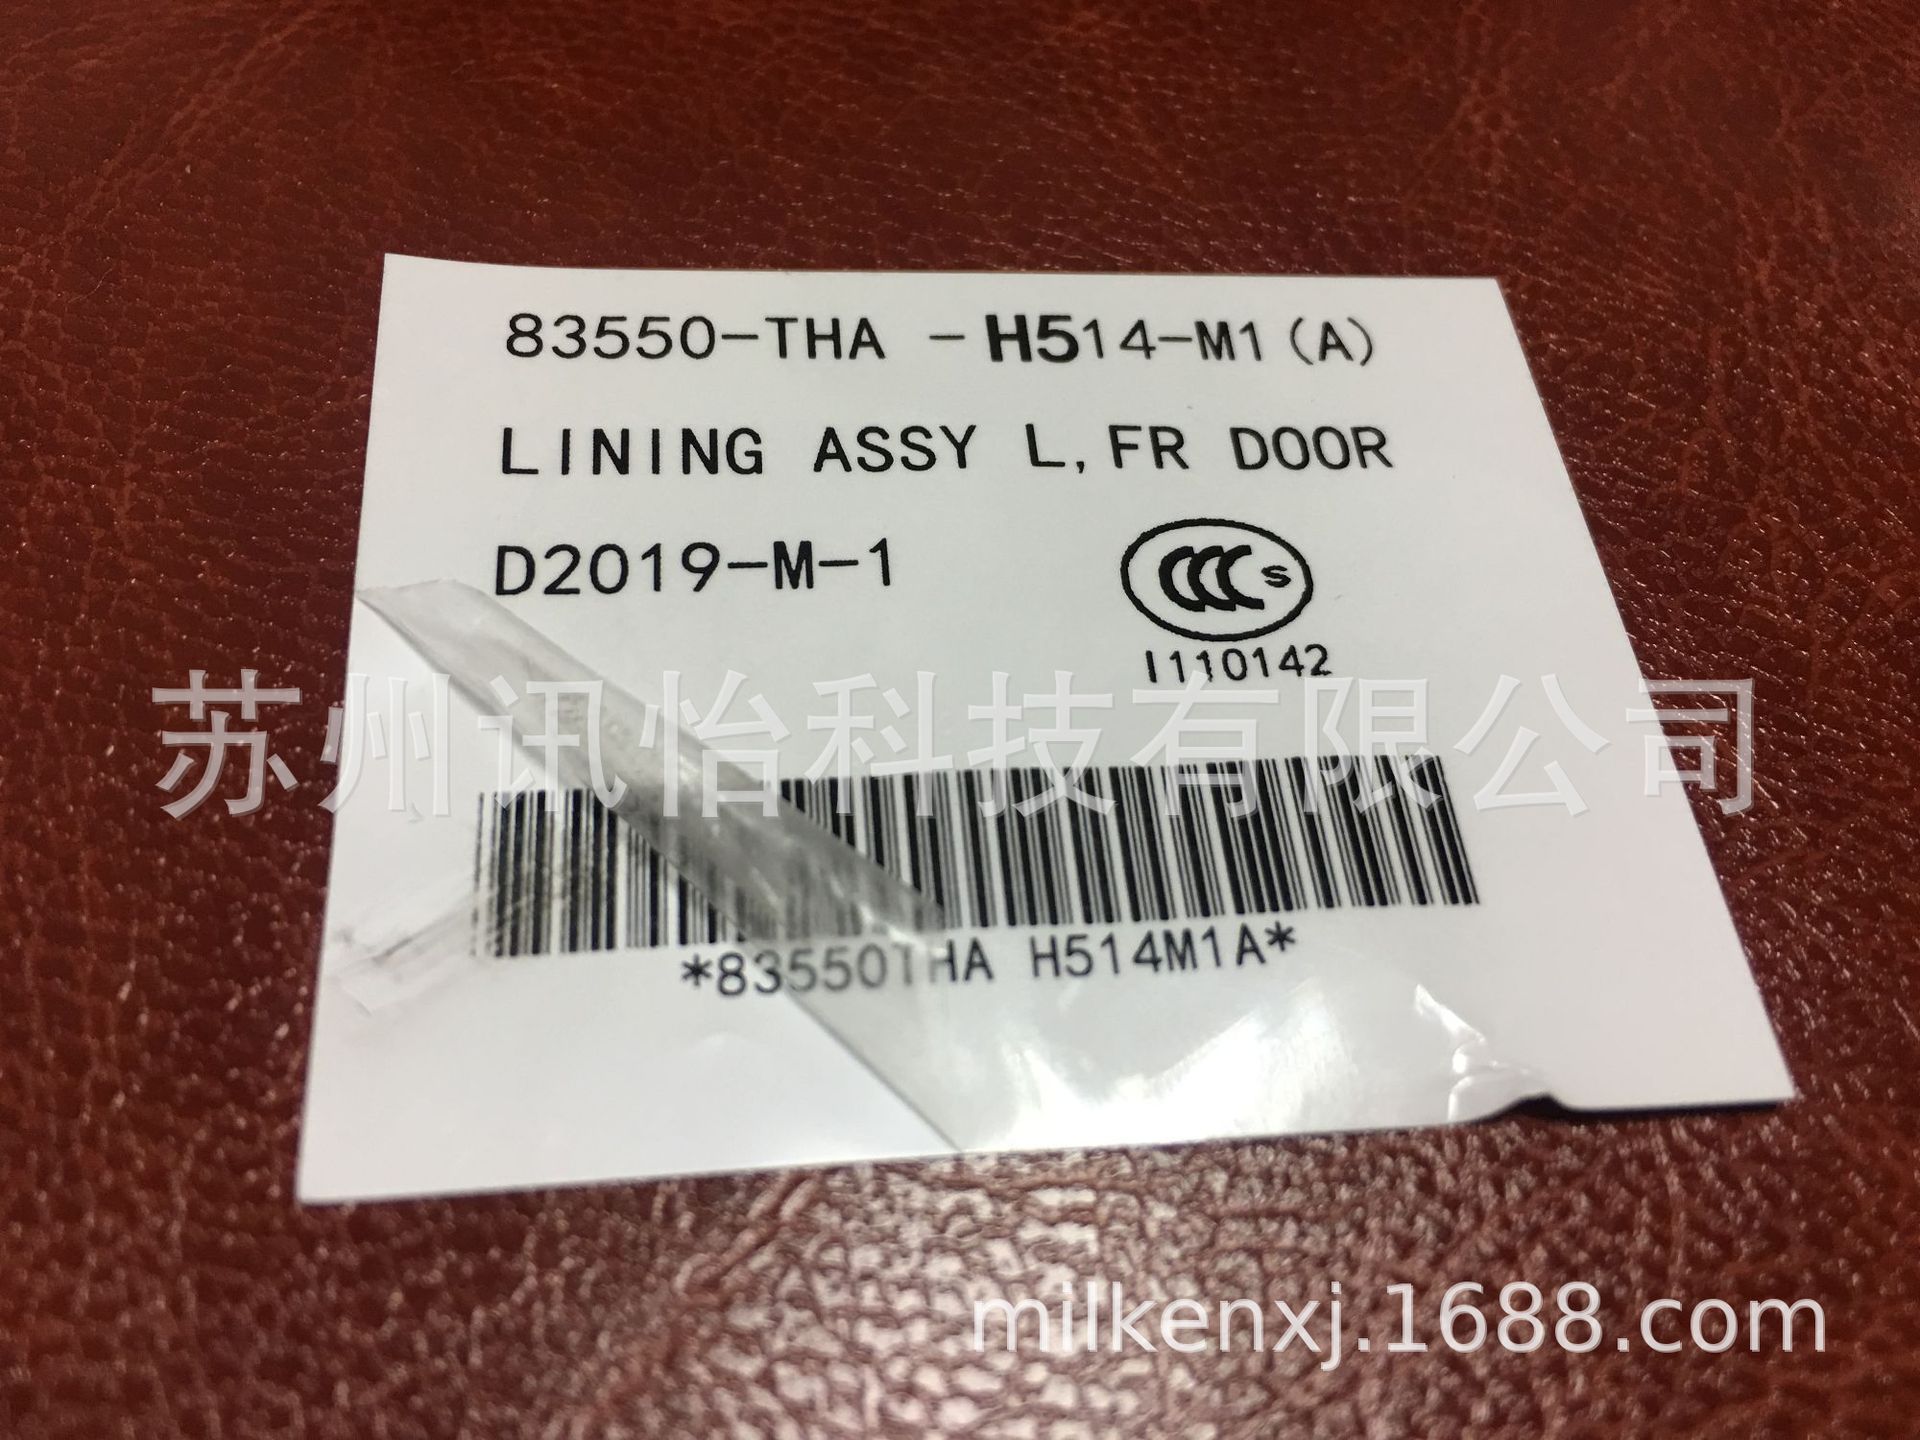 83550-THA -H514-M1(A)
LINING ASSY L,FR DOOR
D2019-M-1
CCC S
I110142
苏州讯怡科技有限公司
*83550THA H514M1A*
milkenxj.1688.com